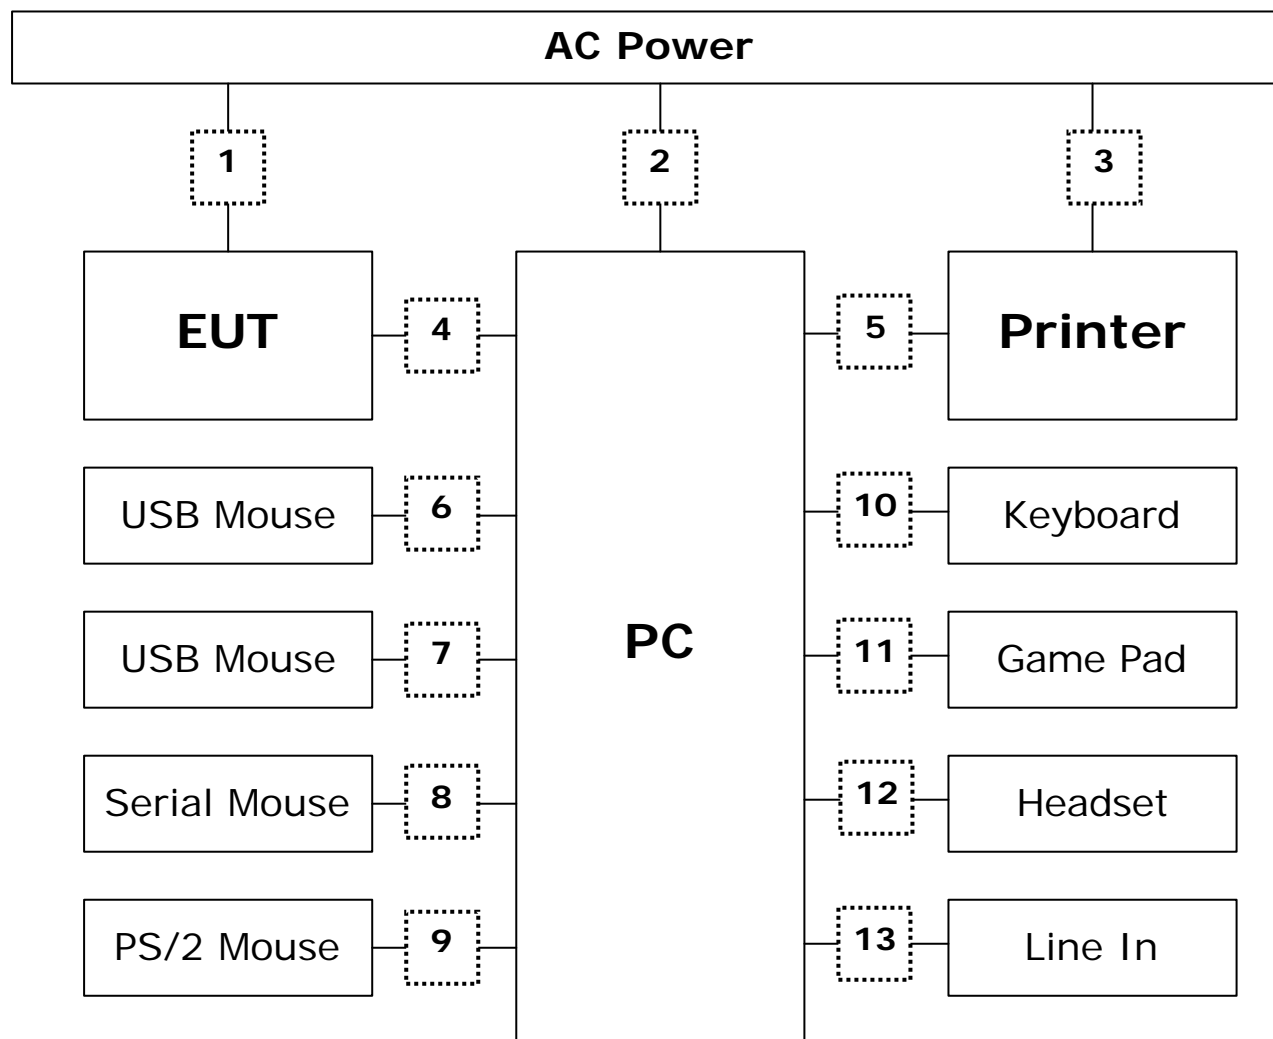 AC Power
1 2 3
EUT 4 5 Printer
USB Mouse 6 10 Keyboard
PC
USB Mouse 7 11 Game Pad
Serial Mouse 8 12 Headset
PS/2 Mouse 9 13 Line In